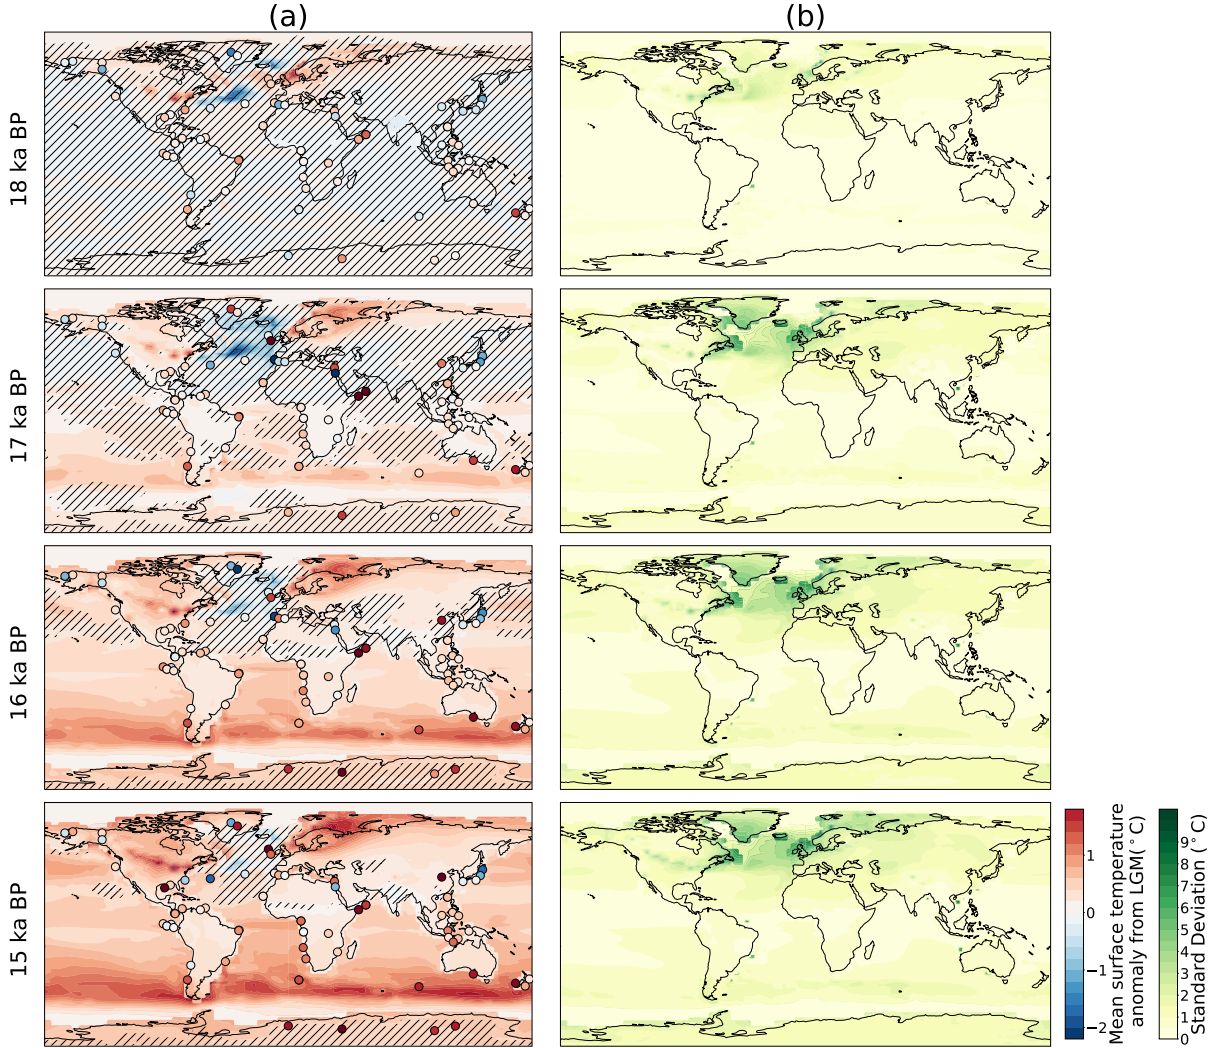 (a)
(b)
18 ka BP
17 ka BP
16 ka BP
15 ka BP
1
0
−1
−2
Mean surface temperature
anomaly from LGM(°C)
9
8
7
6
5
4
3
2
1
0
Standard Deviation (°C)